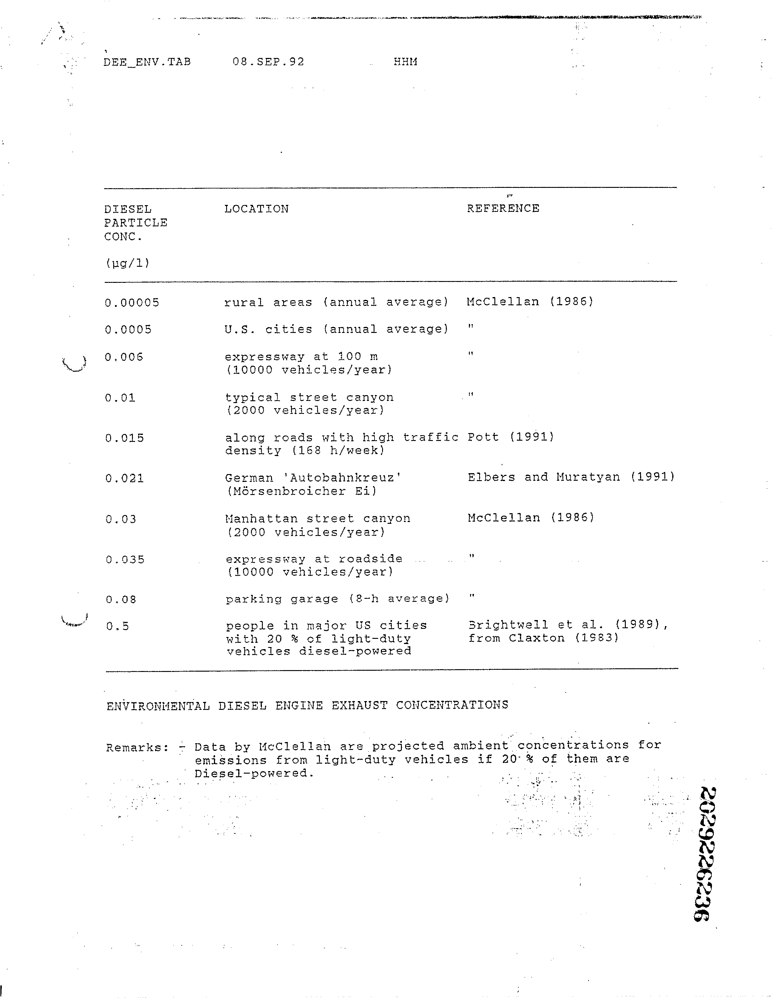 DEE_ENV.TAB 08.SEP.92 HHM
DIESEL LOCATION REFERENCE
PARTICLE
CONC.
(µg/l)
0.00005 rural areas (annual average) McClellan (1986)
0.0005 U.S. cities (annual average) "
0.006 expressway at 100 m "
(10000 vehicles/year)
0.01 typical street canyon "
(2000 vehicles/year)
0.015 along roads with high traffic Pott (1991)
density (168 h/week)
0.021 German 'Autobahnkreuz' Elbers and Muratyan (1991)
(Mörsenbroicher Ei)
0.03 Manhattan street canyon McClellan (1986)
(2000 vehicles/year)
0.035 expressway at roadside "
(10000 vehicles/year)
0.08 parking garage (8-h average) "
0.5 people in major US cities Brightwell et al. (1989),
with 20 % of light-duty from Claxton (1983)
vehicles diesel-powered
ENVIRONMENTAL DIESEL ENGINE EXHAUST CONCENTRATIONS
Remarks: - Data by McClellan are projected ambient concentrations for
emissions from light-duty vehicles if 20 % of them are
Diesel-powered.
2029226236